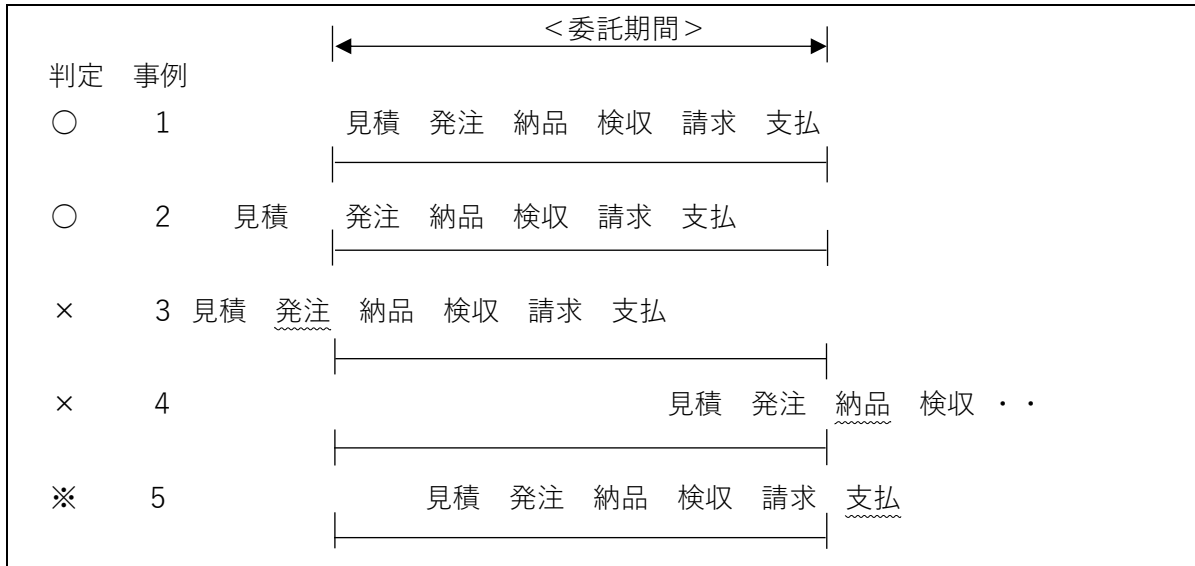 <委託期間>
判定 事例
○ 1 見積 発注 納品 検収 請求 支払
○ 2 見積 発注 納品 検収 請求 支払
× 3 見積 発注 納品 検収 請求 支払
× 4 見積 発注 納品 検収 ・・
※ 5 見積 発注 納品 検収 請求 支払